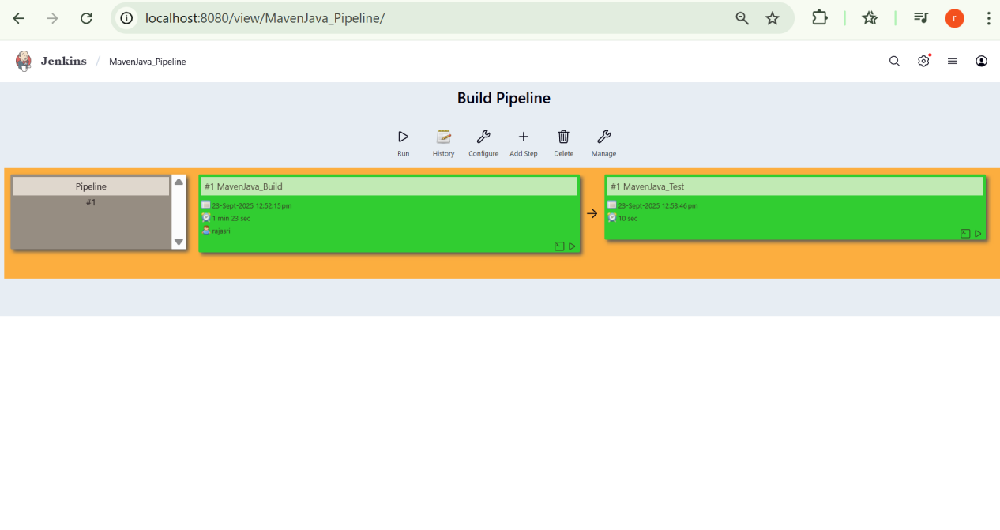 localhost:8080/view/MavenJava_Pipeline/
r
Jenkins / MavenJava_Pipeline
Build Pipeline
Run History Configure Add Step Delete Manage
Pipeline
#1
#1 MavenJava_Build
23-Sept-2025 12:52:15 pm
1 min 23 sec
rajasri
#1 MavenJava_Test
23-Sept-2025 12:53:46 pm
10 sec